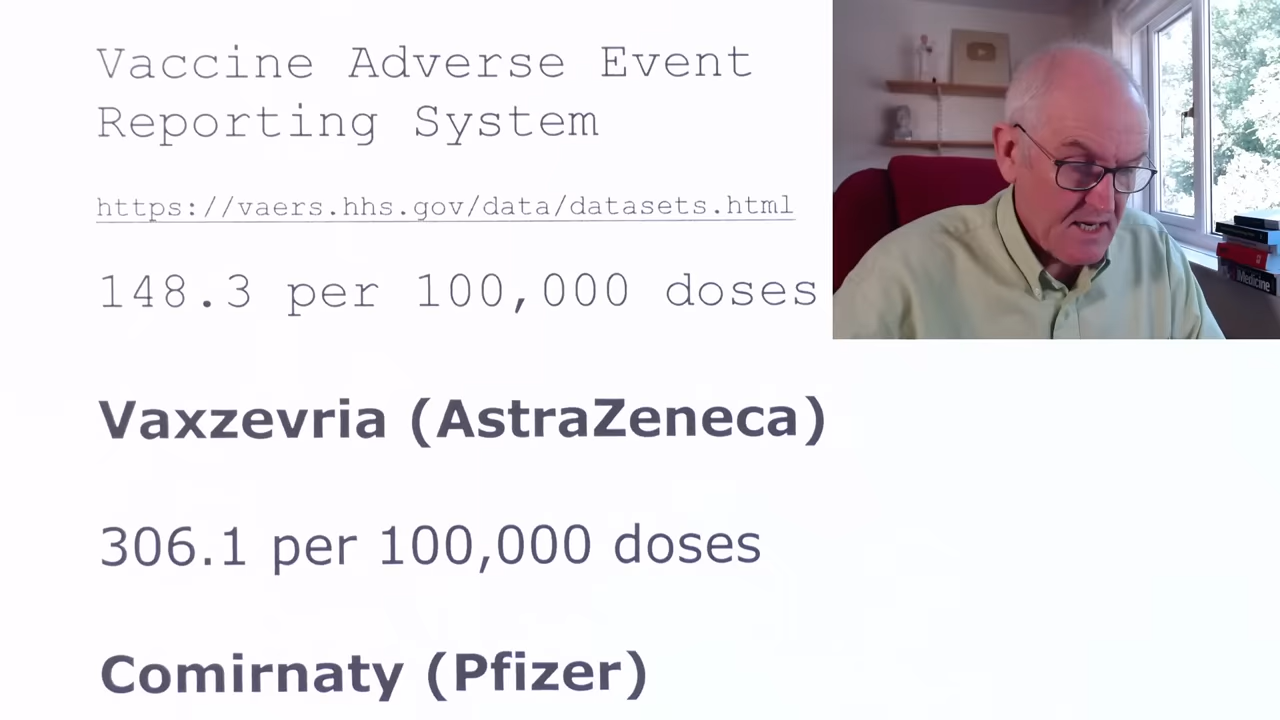 Vaccine Adverse Event
Reporting System
https://vaers.hhs.gov/data/datasets.html
148.3 per 100,000 doses
Vaxzevria (AstraZeneca)
306.1 per 100,000 doses
Comirnaty (Pfizer)
Medicine